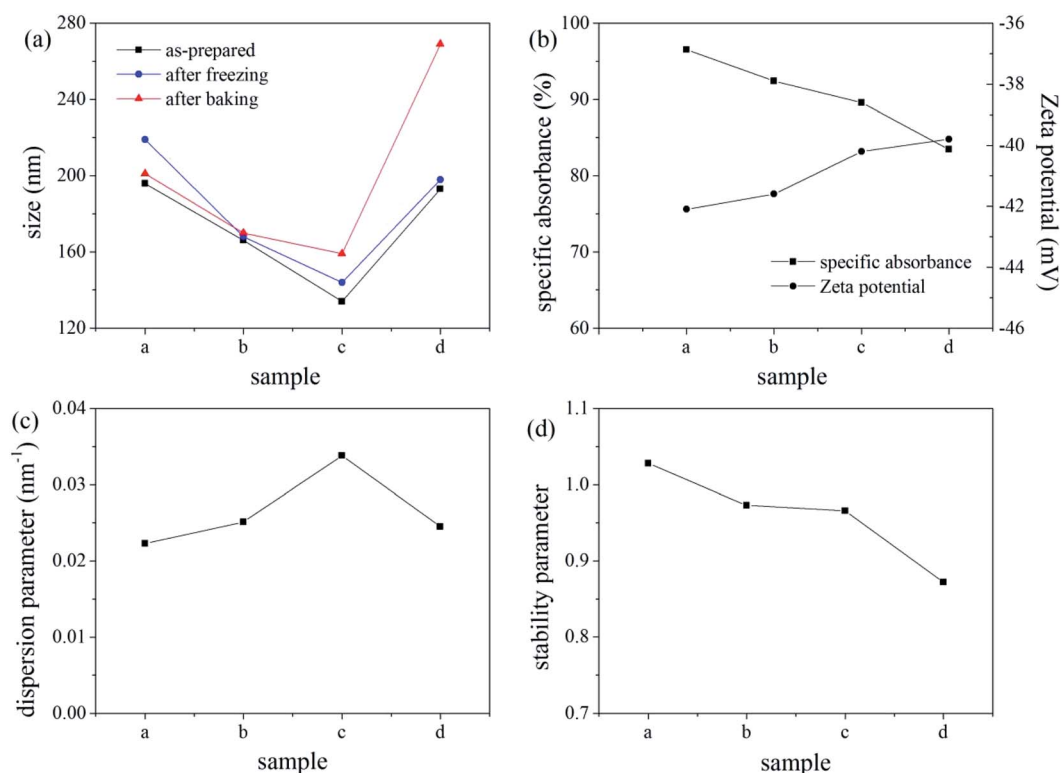 (a)
as-prepared
after freezing
after baking
280
240
200
160
120
size (nm)
a b c d
sample
(b)
100
90
80
70
60
specific absorbance (%)
-36
-38
-40
-42
-44
-46
Zeta potential (mV)
specific absorbance
Zeta potential
a b c d
sample
(c)
0.04
0.03
0.02
0.01
0.00
dispersion parameter (nm⁻¹)
a b c d
sample
(d)
1.1
1.0
0.9
0.8
0.7
stability parameter
a b c d
sample